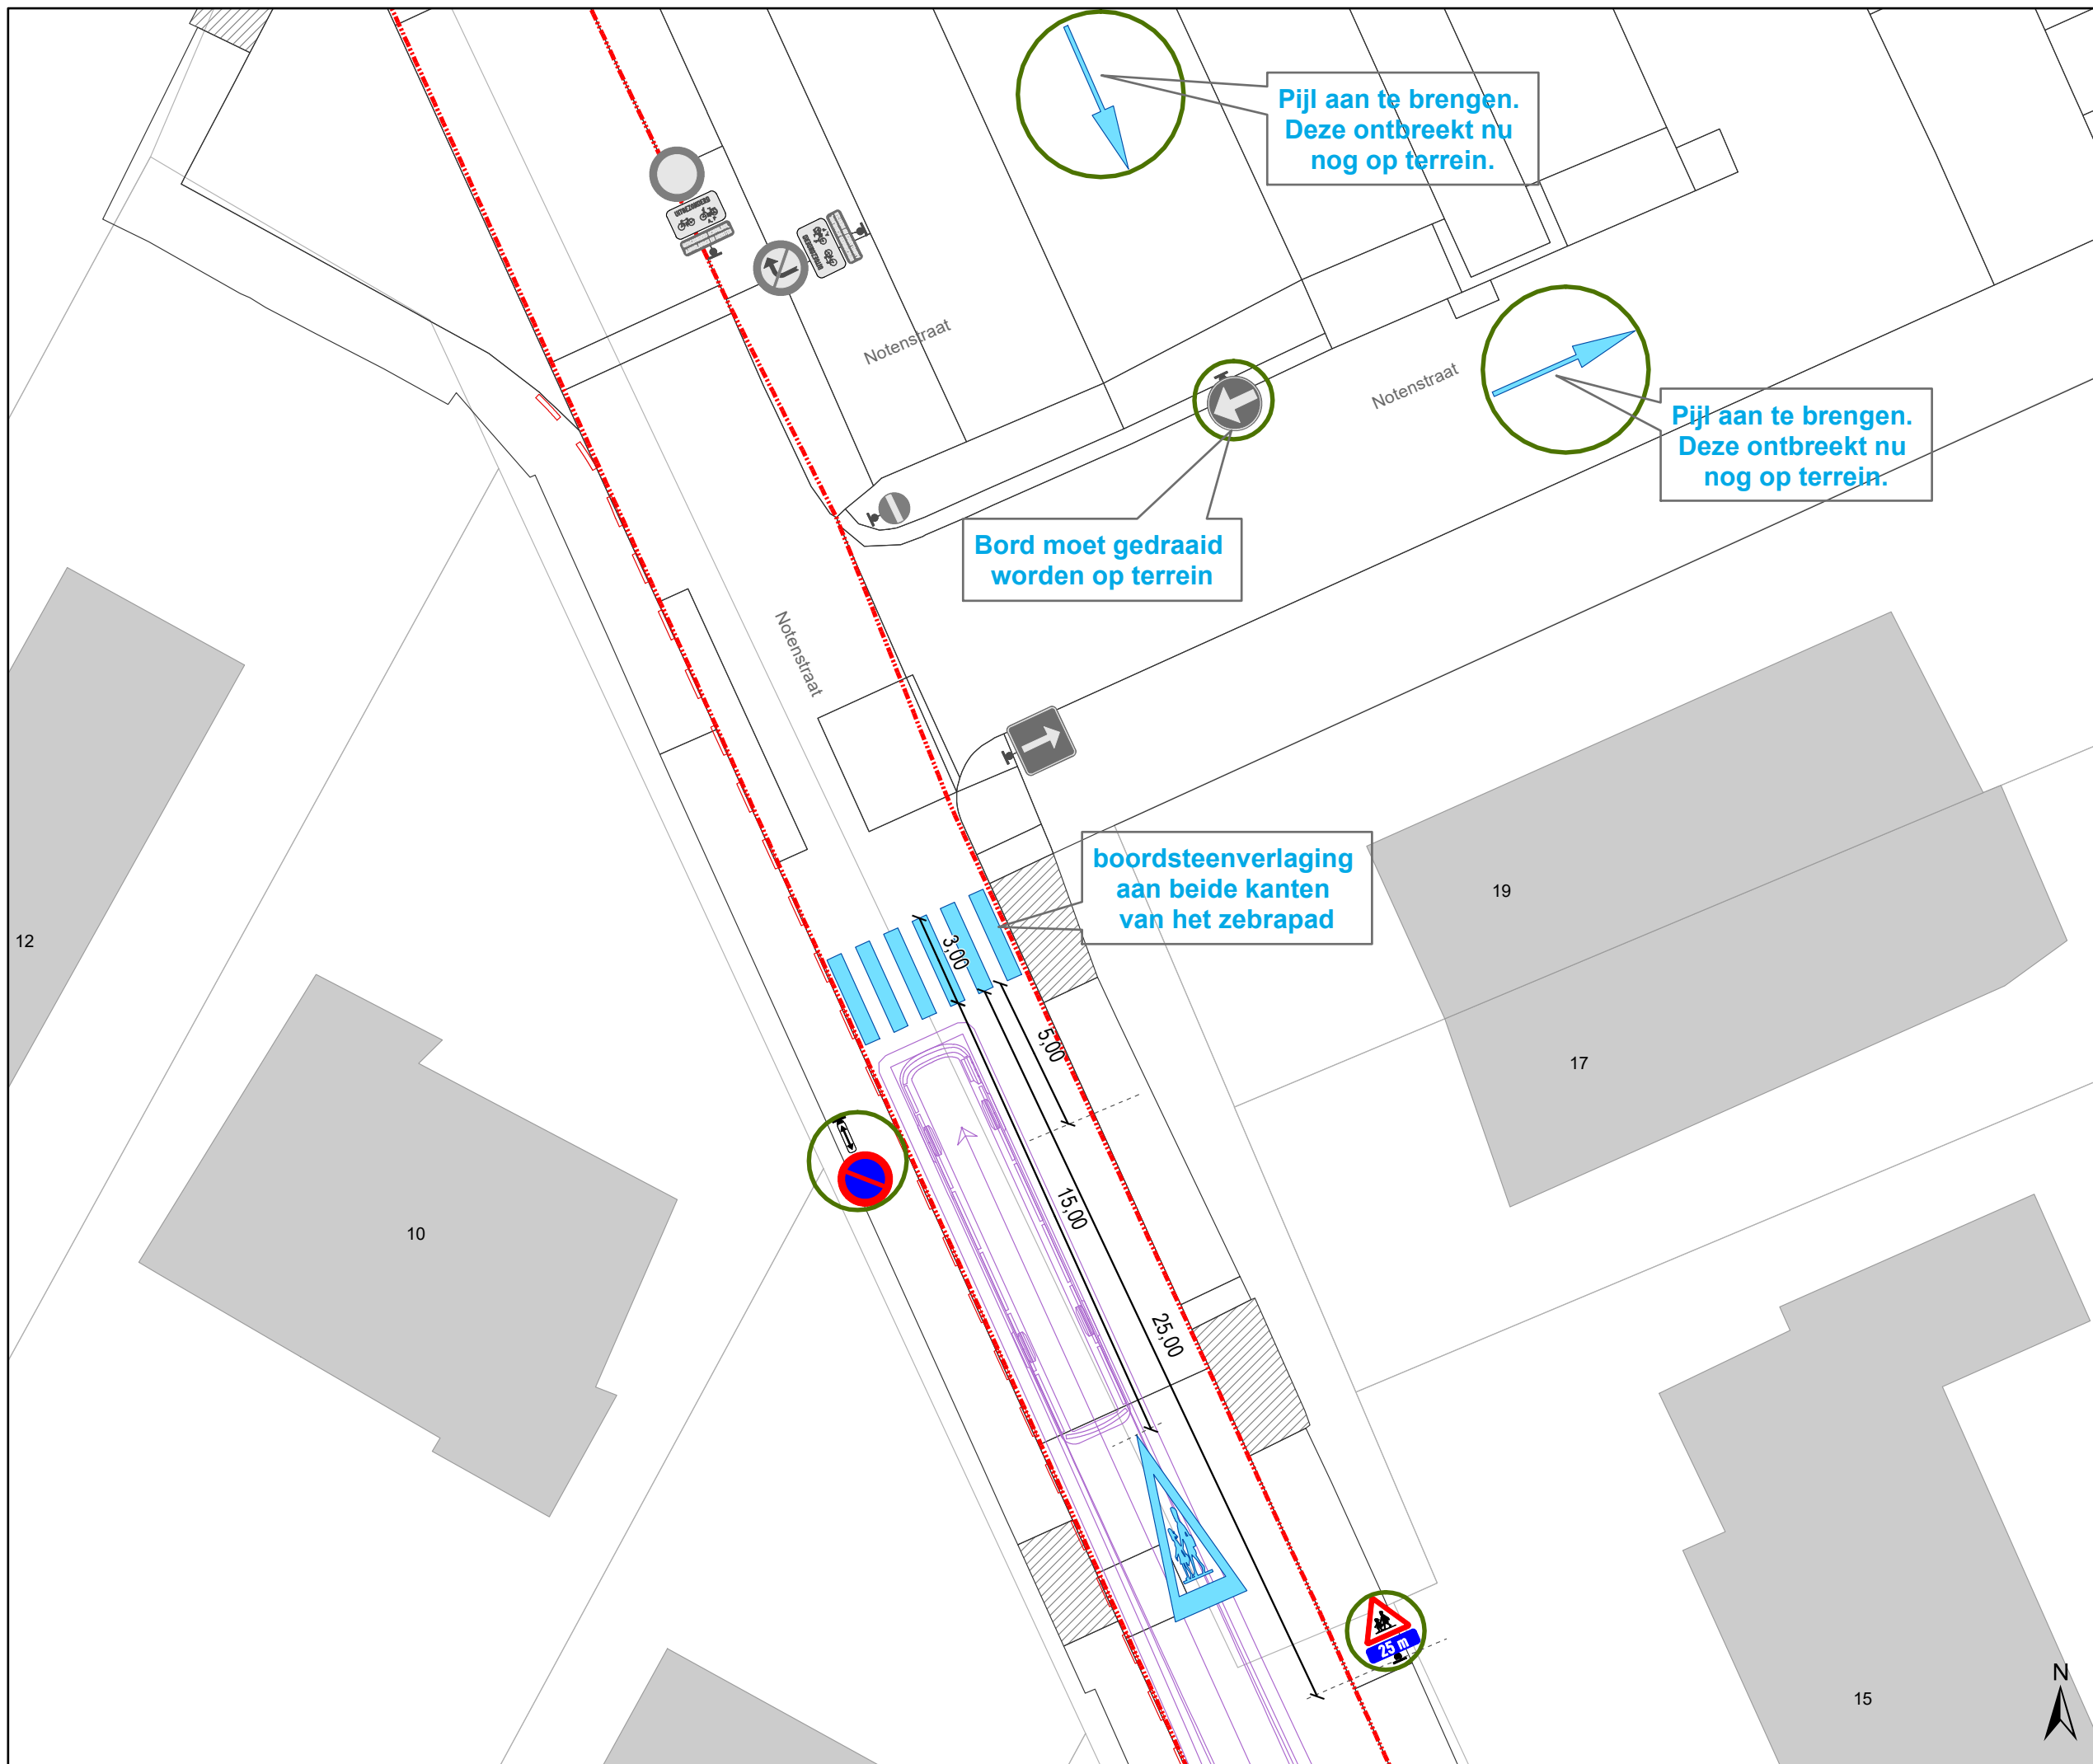 Pijl aan te brengen.
Deze ontbreekt nu
nog op terrein.
UITGEZONDERD
UITGEZONDERD
Notenstraat
Notenstraat
Pijl aan te brengen.
Deze ontbreekt nu
nog op terrein.
Bord moet gedraaid
worden op terrein
Notenstraat
boordsteenverlaging
aan beide kanten
van het zebrapad
19
12
3,00
5,00
17
15,00
10
25,00
25 m
N
15